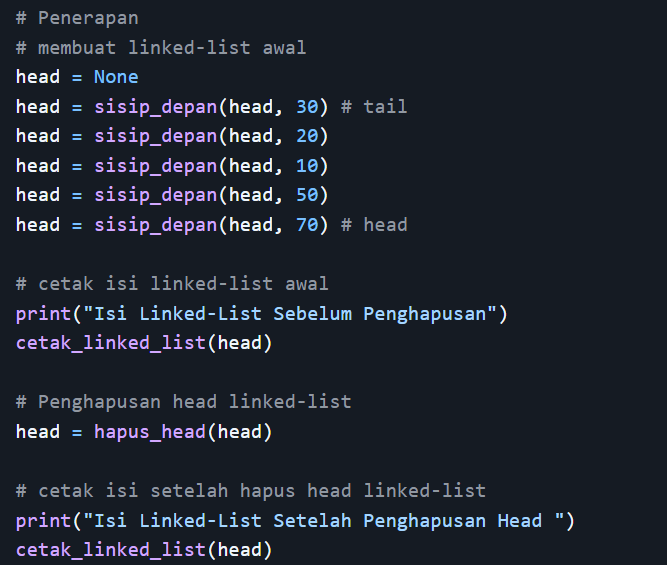 # Penerapan
# membuat linked-list awal
head = None
head = sisip_depan(head, 30) # tail
head = sisip_depan(head, 20)
head = sisip_depan(head, 10)
head = sisip_depan(head, 50)
head = sisip_depan(head, 70) # head
# cetak isi linked-list awal
print("Isi Linked-List Sebelum Penghapusan")
cetak_linked_list(head)
# Penghapusan head linked-list
head = hapus_head(head)
# cetak isi setelah hapus head linked-list
print("Isi Linked-List Setelah Penghapusan Head ")
cetak_linked_list(head)